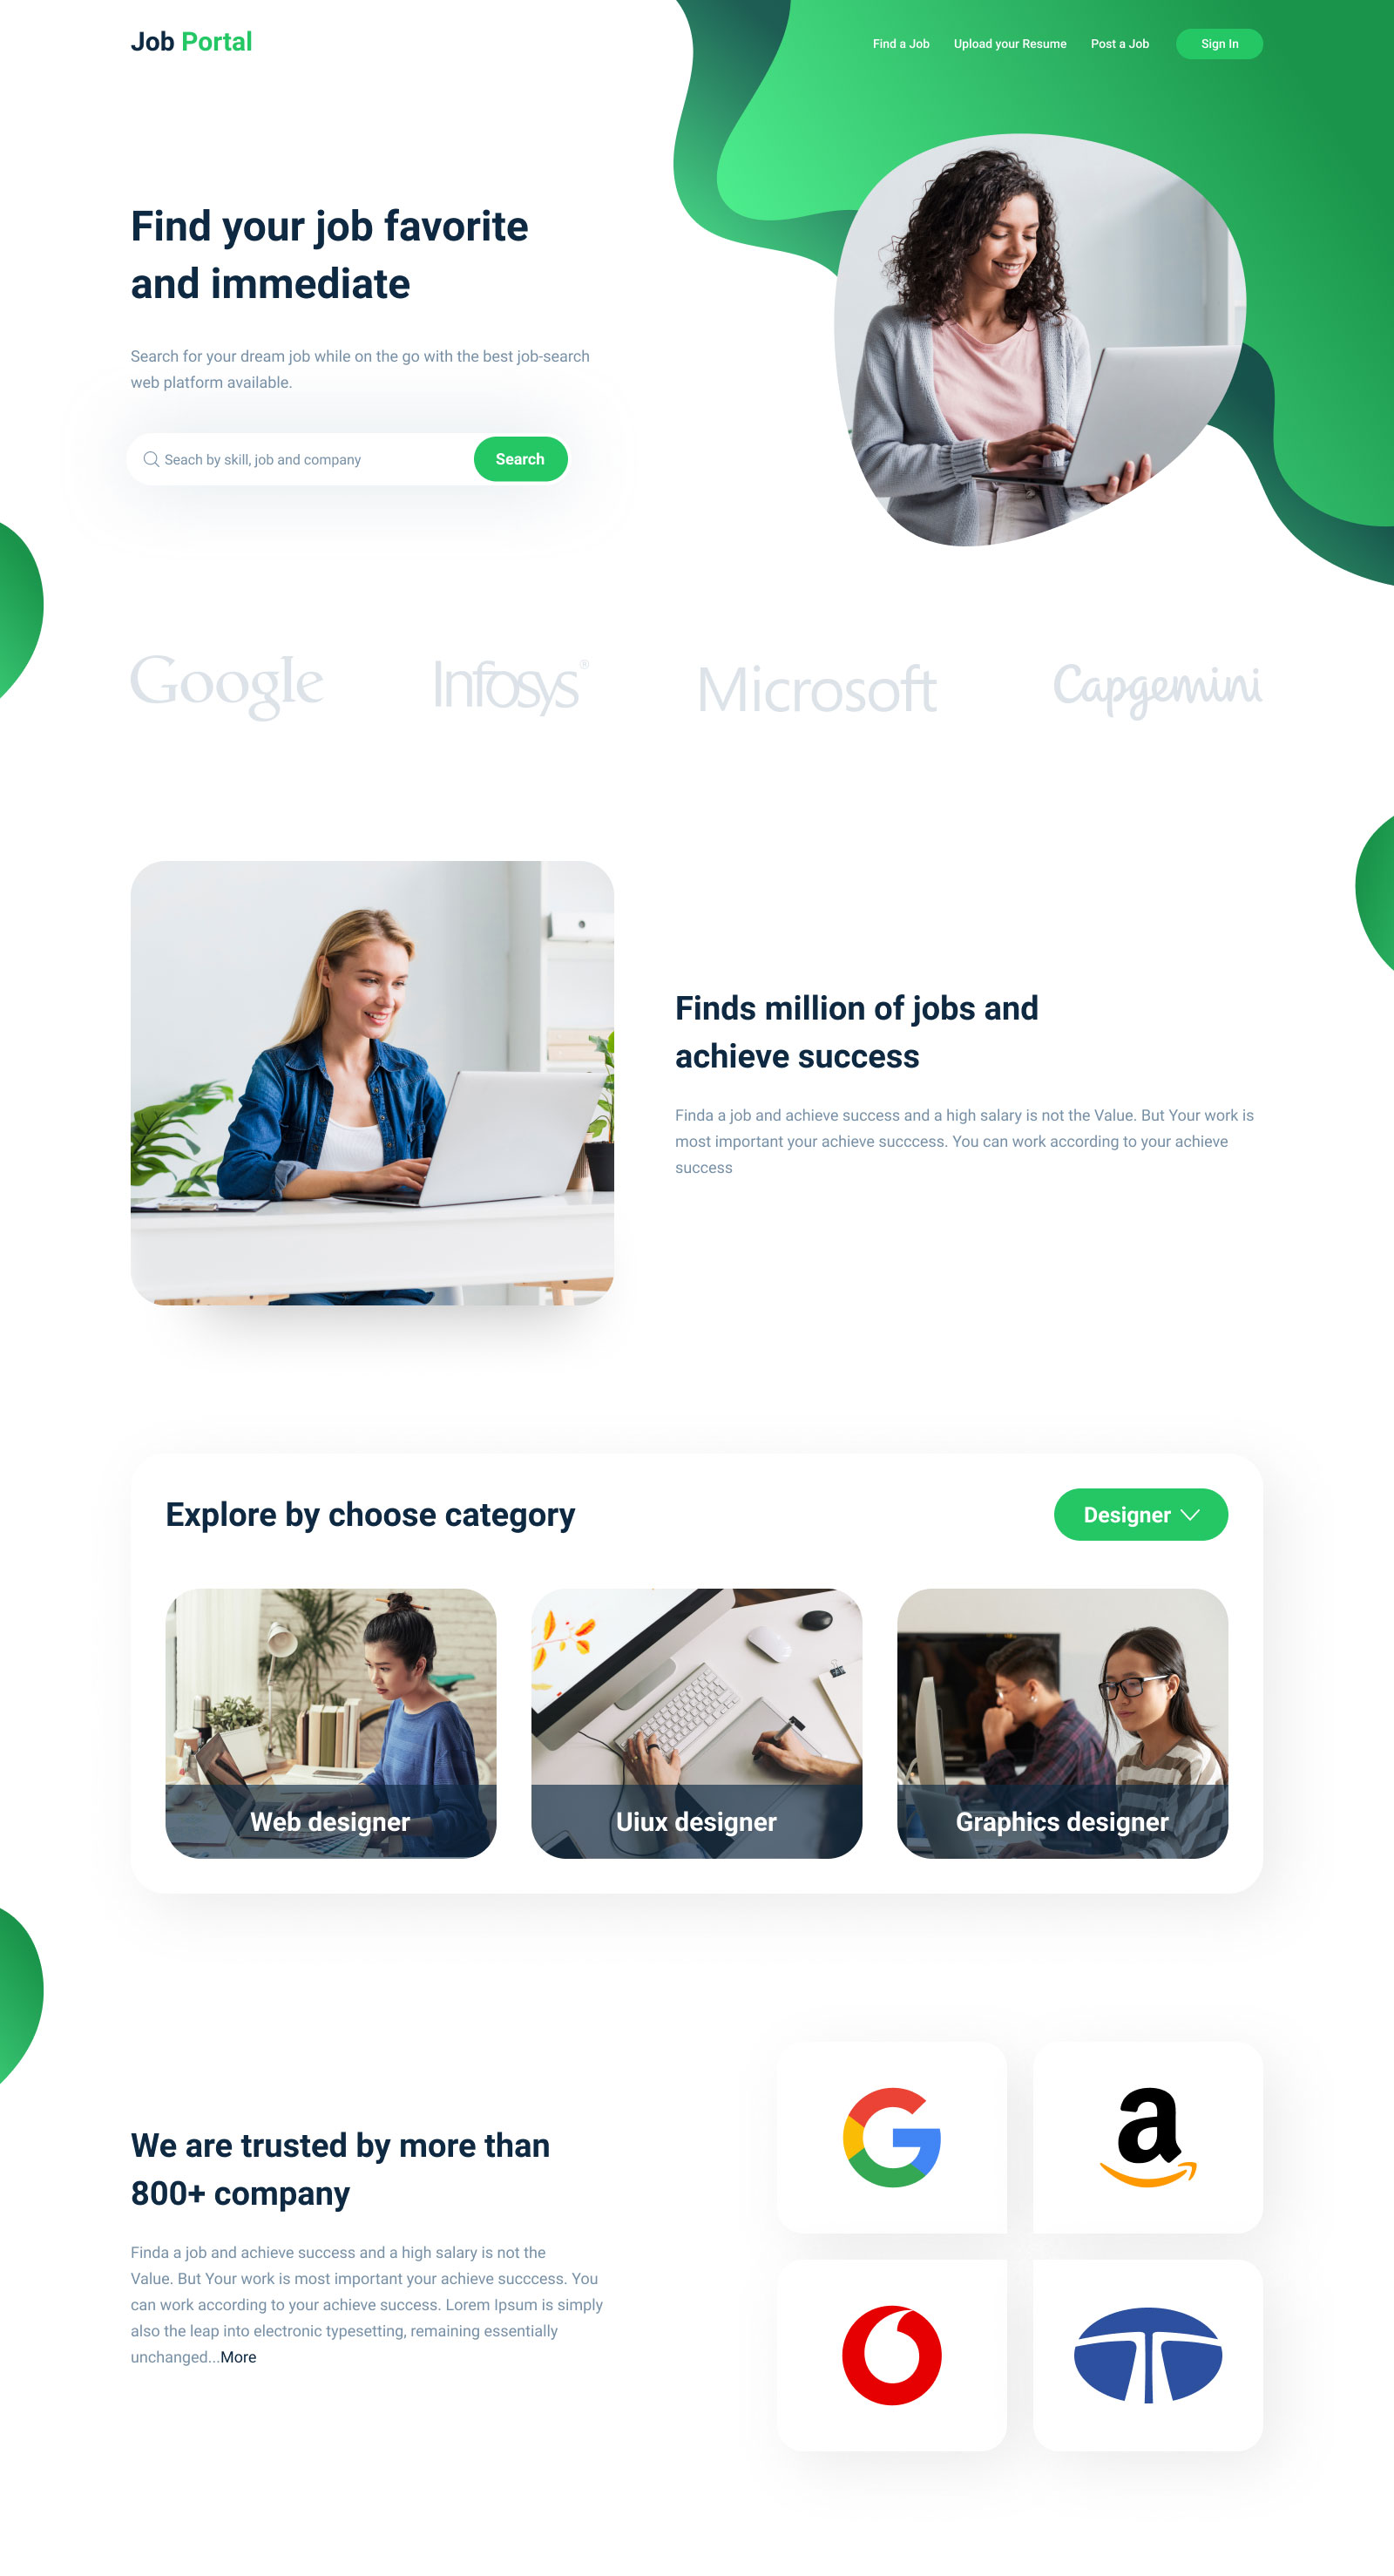 Job Portal
Find a Job
Upload your Resume
Post a Job
Sign In
Find your job favorite
and immediate
Search for your dream job while on the go with the best job-search
web platform available.
Seach by skill, job and company
Search
Google
Infosys®
Microsoft
Capgemini
Finds million of jobs and
achieve success
Finda a job and achieve success and a high salary is not the Value. But Your work is
most important your achieve succcess. You can work according to your achieve
success
Explore by choose category
Designer
Web designer
Uiux designer
Graphics designer
We are trusted by more than
800+ company
Finda a job and achieve success and a high salary is not the
Value. But Your work is most important your achieve succcess. You
can work according to your achieve success. Lorem Ipsum is simply
also the leap into electronic typesetting, remaining essentially
unchanged...More